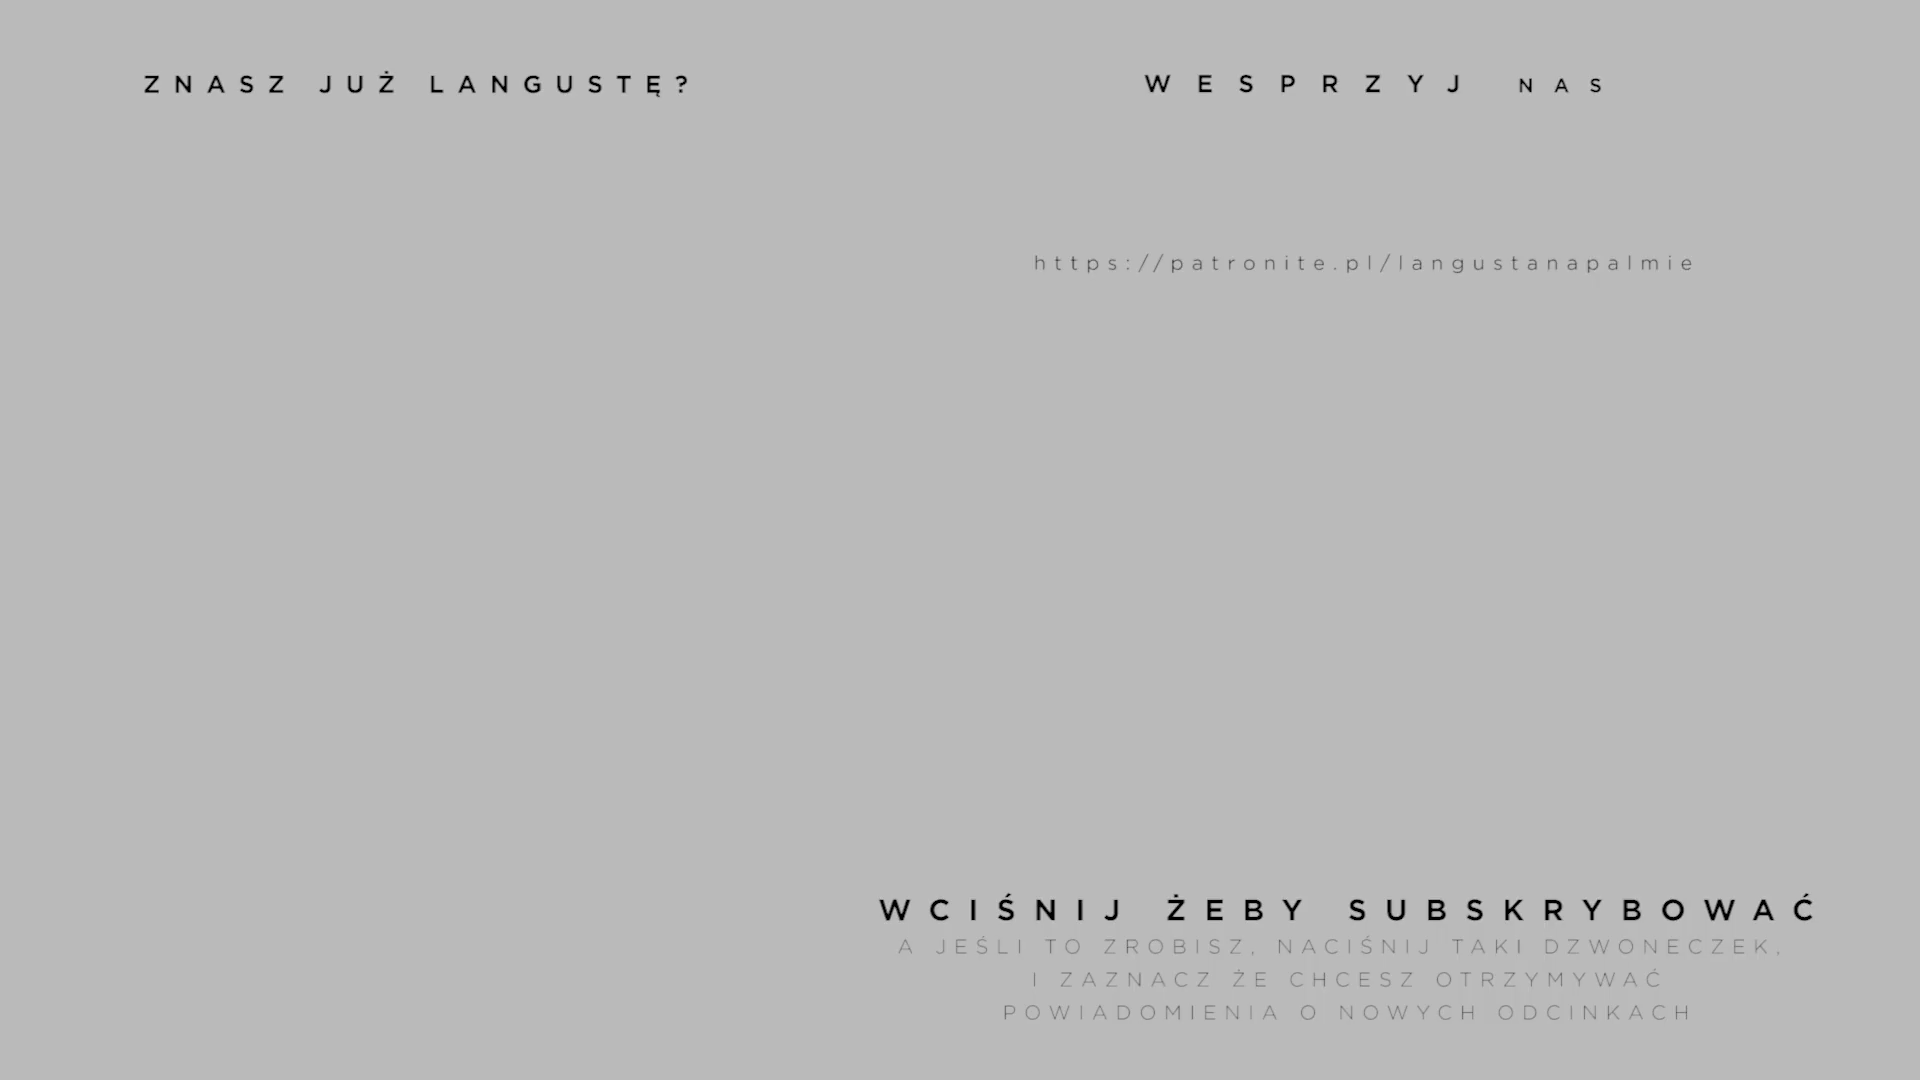 ZNASZ JUŻ LANGUSTĘ?
WESPRZYJ NAS
https://patronite.pl/langustanapalmie
WCIŚNIJ ŻEBY SUBSKRYBOWAĆ
A JEŚLI TO ZROBISZ, NACIŚNIJ TAKI DZWONECZEK,
I ZAZNACZ ŻE CHCESZ OTRZYMYWAĆ
POWIADOMIENIA O NOWYCH ODCINKACH